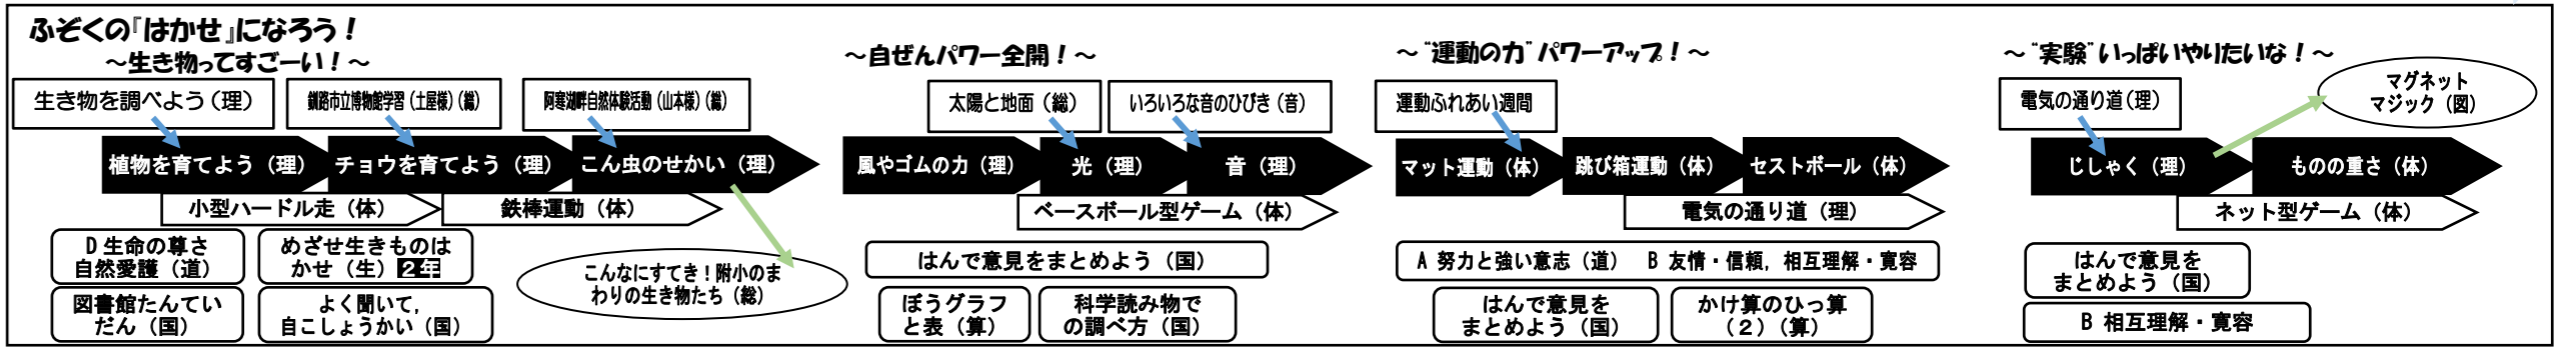 ふぞくの『はかせ』になろう！
～生き物ってすごーい！～
生き物を調べよう（理）
釧路市立博物館学習（土屋様）（総）
阿寒湖畔自然体験活動（山本様）（総）
植物を育てよう（理）
チョウを育てよう（理）
こん虫のせかい（理）
小型ハードル走（体）
鉄棒運動（体）
D 生命の尊さ
自然愛護（道）
めざせ生きものは
かせ（生）２年
図書館たんてい
だん（国）
よく聞いて，
自こしょうかい（国）
こんなにすてき！附小のま
わりの生き物たち（総）
～自ぜんパワー全開！～
太陽と地面（総）
いろいろな音のひびき（音）
風やゴムの力（理）
光（理）
音（理）
ベースボール型ゲーム（体）
はんで意見をまとめよう（国）
ぼうグラフ
と表（算）
科学読み物で
の調べ方（国）
～“運動の力”パワーアップ！～
運動ふれあい週間
マット運動（体）
跳び箱運動（体）
セストボール（体）
電気の通り道（理）
A 努力と強い意志（道）　B 友情・信頼，相互理解・寛容
はんで意見を
まとめよう（国）
かけ算のひっ算
（２）（算）
～“実験”いっぱいやりたいな！～
電気の通り道（理）
マグネット
マジック（図）
じしゃく（理）
ものの重さ（体）
ネット型ゲーム（体）
はんで意見を
まとめよう（国）
B 相互理解・寛容